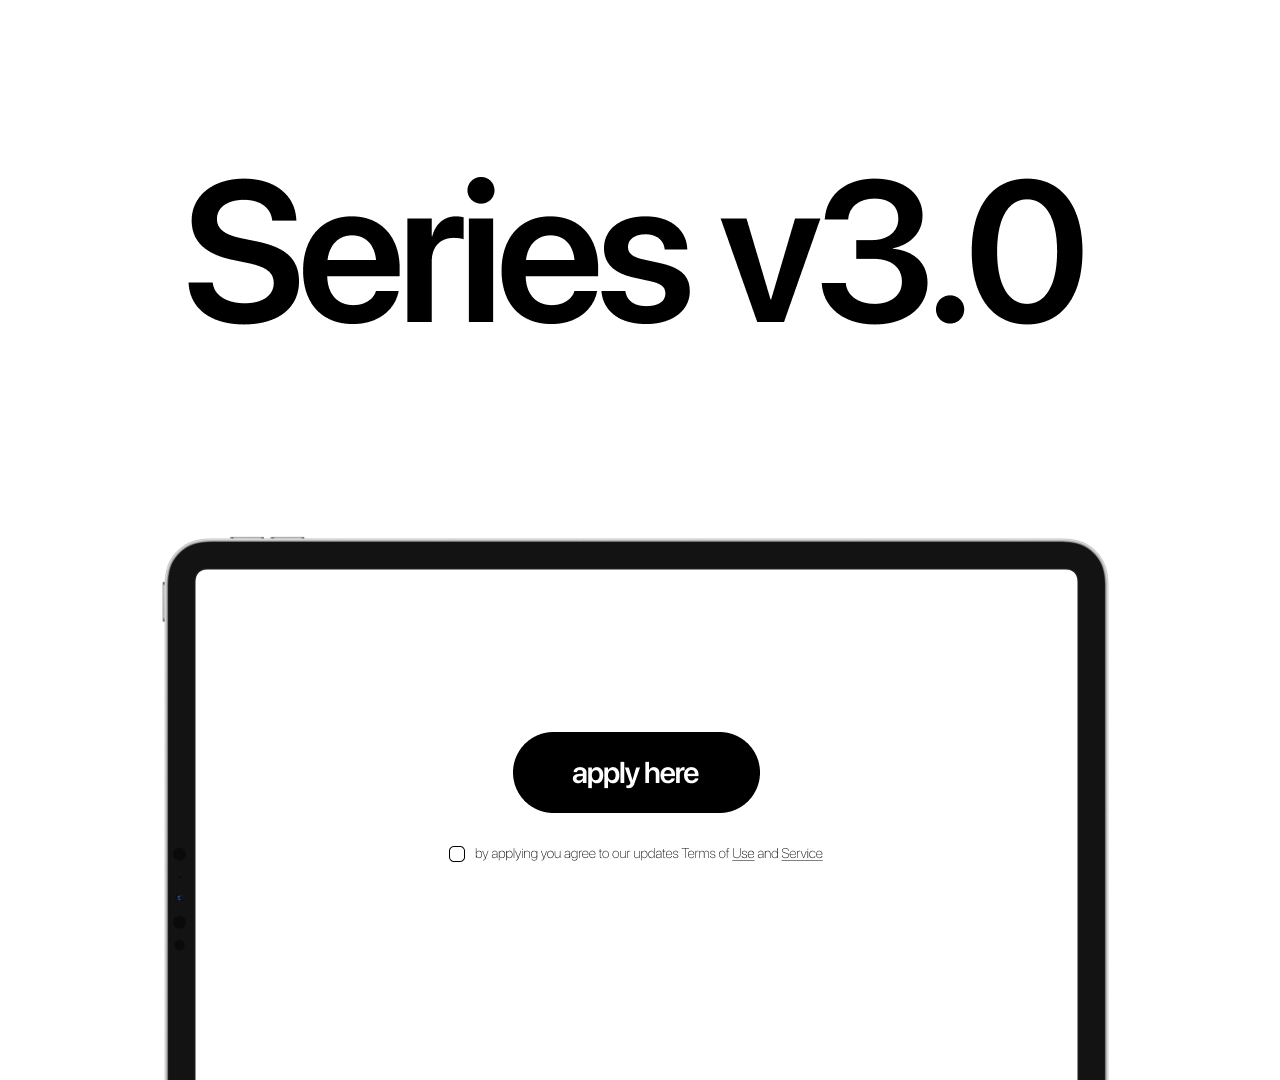 Series v3.0
apply here
by applying you agree to our updates Terms of Use and Service